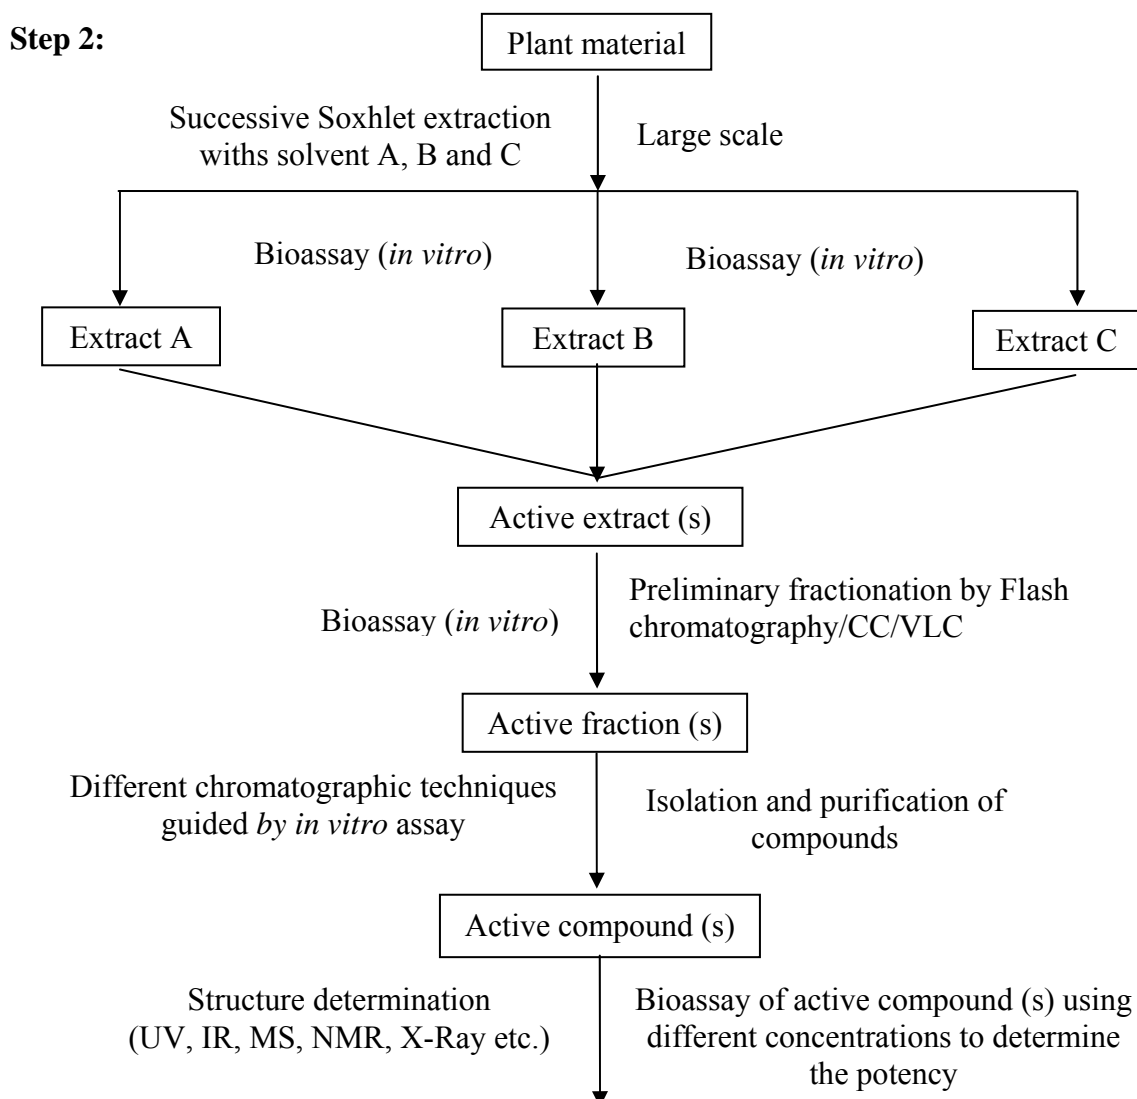 Step 2:
Plant material
Successive Soxhlet extraction
withs solvent A, B and C
Large scale
Bioassay (in vitro)
Bioassay (in vitro)
Extract A
Extract B
Extract C
Active extract (s)
Bioassay (in vitro)
Preliminary fractionation by Flash
chromatography/CC/VLC
Active fraction (s)
Different chromatographic techniques
guided by in vitro assay
Isolation and purification of
compounds
Active compound (s)
Structure determination
(UV, IR, MS, NMR, X-Ray etc.)
Bioassay of active compound (s) using
different concentrations to determine
the potency